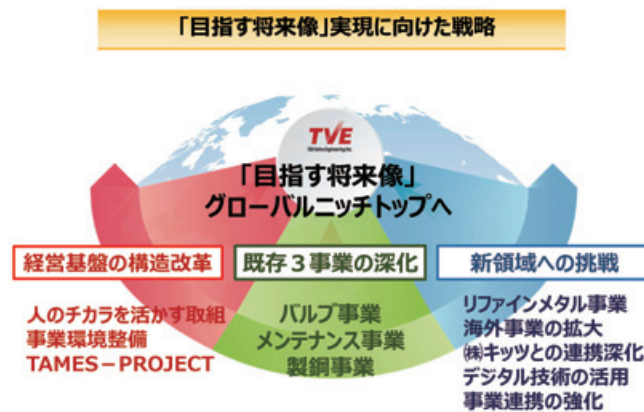 「目指す将来像」実現に向けた戦略
TVE
「目指す将来像」
グローバルニッチトップへ
経営基盤の構造改革
人のチカラを活かす取組
事業環境整備
TAMES－PROJECT
既存３事業の深化
バルブ事業
メンテナンス事業
製鋼事業
新領域への挑戦
リファインメタル事業
海外事業の拡大
㈱キッツとの連携深化
デジタル技術の活用
事業連携の強化